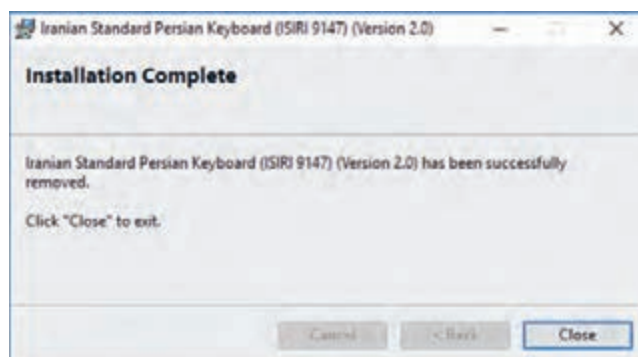 Iranian Standard Persian Keyboard (ISIRI 9147) (Version 2.0)
Installation Complete
Iranian Standard Persian Keyboard (ISIRI 9147) (Version 2.0) has been successfully
removed.
Click "Close" to exit.
Cancel < Back Close